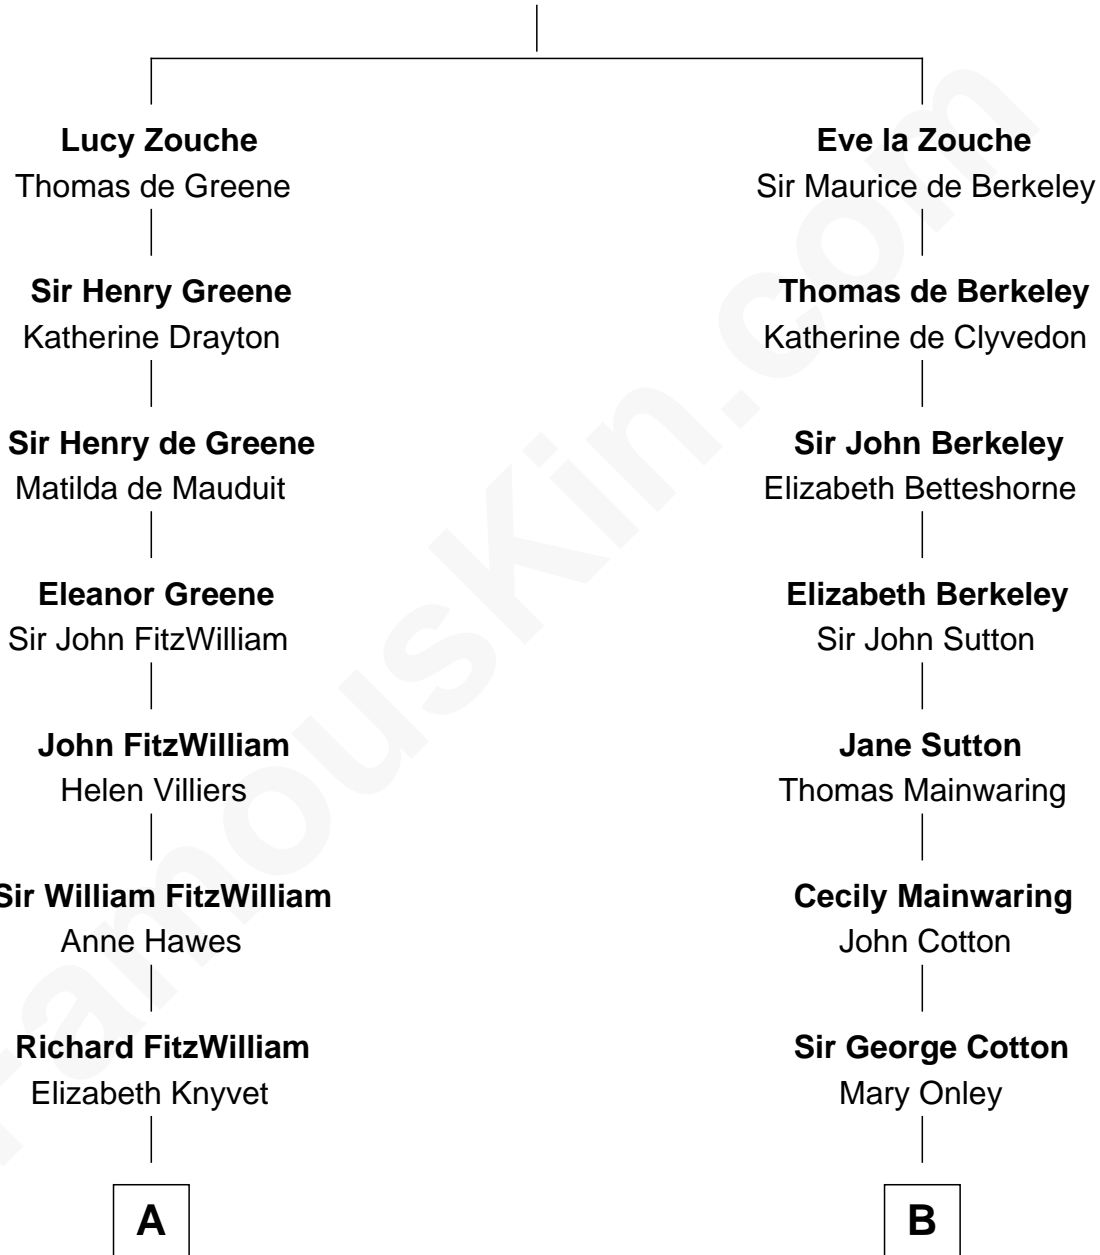 Lucy Zouche
Thomas de Greene
Sir Henry Greene
Katherine Drayton
Sir Henry de Greene
Matilda de Mauduit
Eleanor Greene
Sir John FitzWilliam
John FitzWilliam
Helen Villiers
Sir William FitzWilliam
Anne Hawes
Richard FitzWilliam
Elizabeth Knyvet
A
Eve la Zouche
Sir Maurice de Berkeley
Thomas de Berkeley
Katherine de Clyvedon
Sir John Berkeley
Elizabeth Betteshorne
Elizabeth Berkeley
Sir John Sutton
Jane Sutton
Thomas Mainwaring
Cecily Mainwaring
John Cotton
Sir George Cotton
Mary Onley
B
FamousKin.com